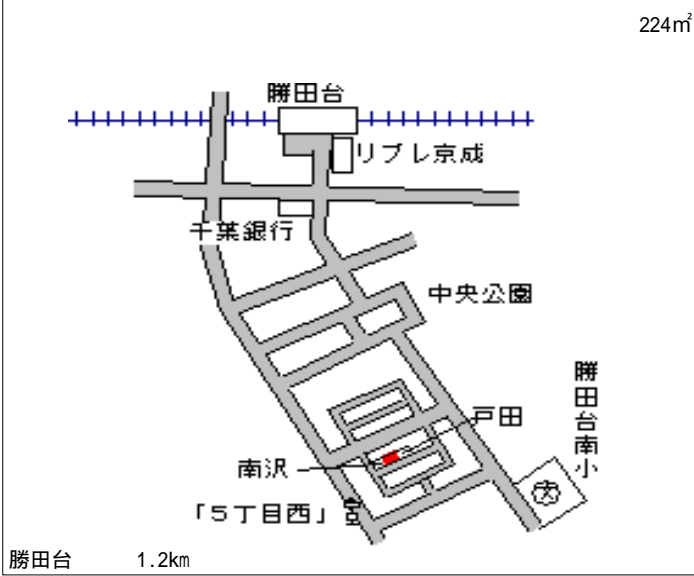 224㎡
勝田台
リブレ京成
千葉銀行
中央公園
勝田台南小
戸田
南沢
「5丁目西」
勝田台 1.2km